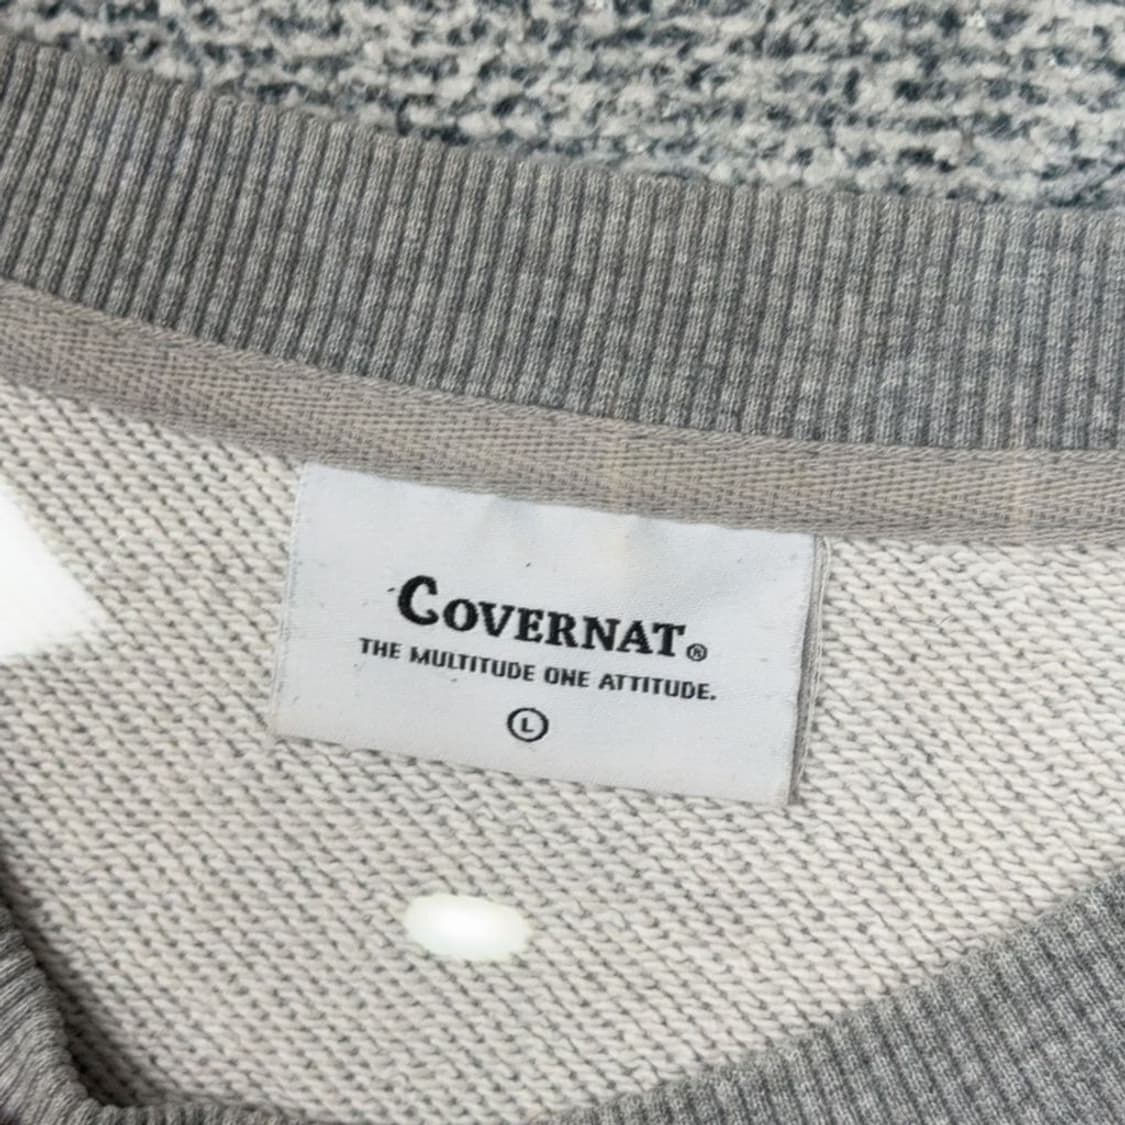 COVERNAT®
THE MULTITUDE ONE ATTITUDE.
L